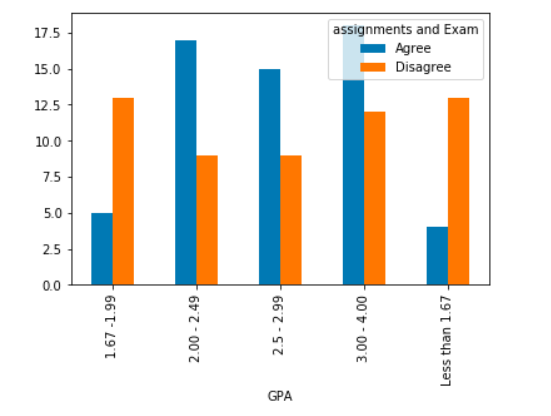 assignments and Exam
Agree
Disagree
17.5
15.0
12.5
10.0
7.5
5.0
2.5
0.0
1.67 -1.99
2.00 - 2.49
2.5 - 2.99
3.00 - 4.00
Less than 1.67
GPA